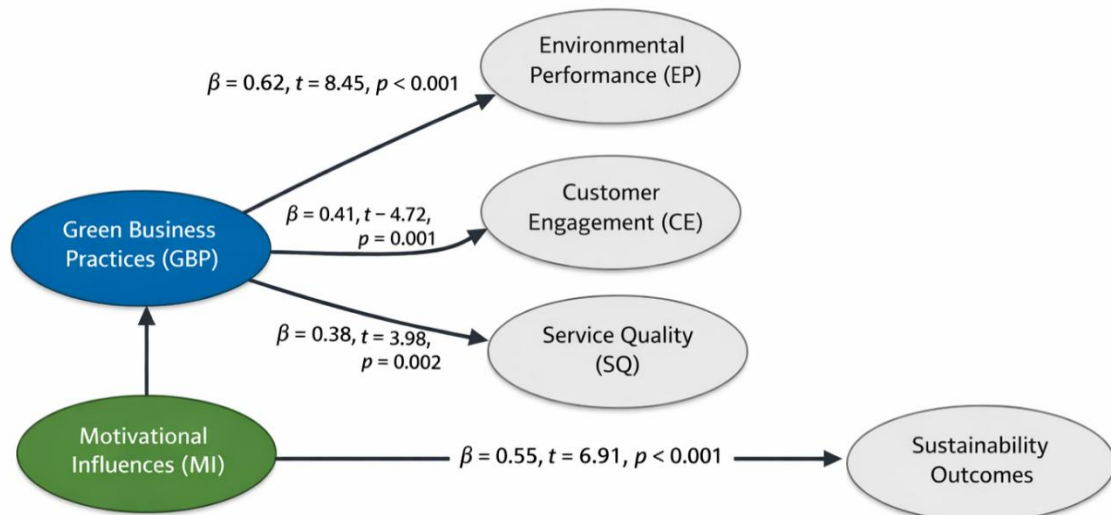 Environmental
Performance (EP)
β = 0.62, t = 8.45, p < 0.001
Customer
Engagement (CE)
β = 0.41, t – 4.72,
p = 0.001
Green Business
Practices (GBP)
β = 0.38, t = 3.98,
p = 0.002
Service Quality
(SQ)
Motivational
Influences (MI)
β = 0.55, t = 6.91, p < 0.001
Sustainability
Outcomes